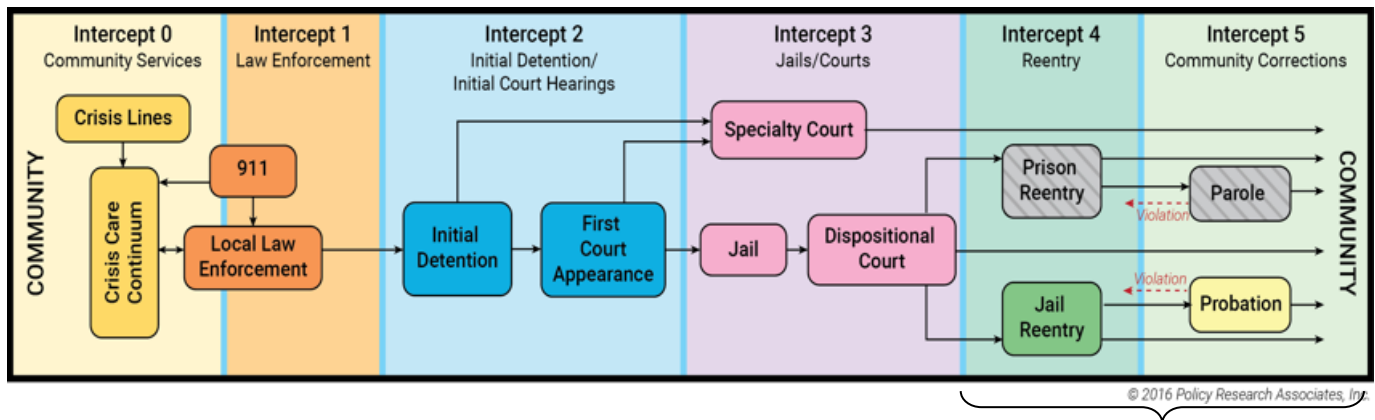 Intercept 0
Community Services
Intercept 1
Law Enforcement
Intercept 2
Initial Detention/
Initial Court Hearings
Intercept 3
Jails/Courts
Intercept 4
Reentry
Intercept 5
Community Corrections
COMMUNITY
Crisis Lines
Crisis Care
Continuum
911
Local Law
Enforcement
Initial
Detention
First
Court
Appearance
Specialty Court
Jail
Dispositional
Court
Prison
Reentry
Parole
Violation
Jail
Reentry
Probation
Violation
COMMUNITY
© 2016 Policy Research Associates, Inc.